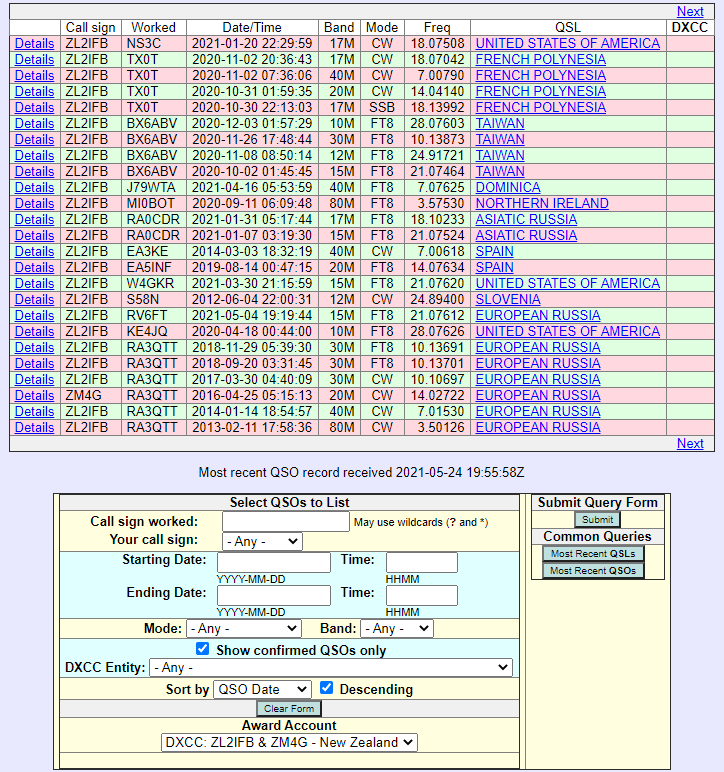 Next
Call sign Worked Date/Time Band Mode Freq QSL DXCC
Details ZL2IFB NS3C 2021-01-20 22:29:59 17M CW 18.07508 UNITED STATES OF AMERICA
Details ZL2IFB TX0T 2020-11-02 20:36:43 17M CW 18.07042 FRENCH POLYNESIA
Details ZL2IFB TX0T 2020-11-02 07:36:06 40M CW 7.00790 FRENCH POLYNESIA
Details ZL2IFB TX0T 2020-10-31 01:59:35 20M CW 14.04140 FRENCH POLYNESIA
Details ZL2IFB TX0T 2020-10-30 22:13:03 17M SSB 18.13992 FRENCH POLYNESIA
Details ZL2IFB BX6ABV 2020-12-03 01:57:29 10M FT8 28.07603 TAIWAN
Details ZL2IFB BX6ABV 2020-11-26 17:48:44 30M FT8 10.13873 TAIWAN
Details ZL2IFB BX6ABV 2020-11-08 08:50:14 12M FT8 24.91721 TAIWAN
Details ZL2IFB BX6ABV 2020-10-02 01:45:45 15M FT8 21.07464 TAIWAN
Details ZL2IFB J79WTA 2021-04-16 05:53:59 40M FT8 7.07625 DOMINICA
Details ZL2IFB MI0BOT 2020-09-11 06:09:48 80M FT8 3.57530 NORTHERN IRELAND
Details ZL2IFB RA0CDR 2021-01-31 05:17:44 17M FT8 18.10233 ASIATIC RUSSIA
Details ZL2IFB RA0CDR 2021-01-07 03:19:30 15M FT8 21.07524 ASIATIC RUSSIA
Details ZL2IFB EA3KE 2014-03-03 18:32:19 40M CW 7.00618 SPAIN
Details ZL2IFB EA5INF 2019-08-14 00:47:15 20M FT8 14.07634 SPAIN
Details ZL2IFB W4GKR 2021-03-30 21:15:59 15M FT8 21.07620 UNITED STATES OF AMERICA
Details ZL2IFB S58N 2012-06-04 22:00:31 12M CW 24.89400 SLOVENIA
Details ZL2IFB RV6FT 2021-05-04 19:19:44 15M FT8 21.07612 EUROPEAN RUSSIA
Details ZL2IFB KE4JQ 2020-04-18 00:44:00 10M FT8 28.07626 UNITED STATES OF AMERICA
Details ZL2IFB RA3QTT 2018-11-29 05:39:30 30M FT8 10.13691 EUROPEAN RUSSIA
Details ZL2IFB RA3QTT 2018-09-20 03:31:45 30M FT8 10.13701 EUROPEAN RUSSIA
Details ZL2IFB RA3QTT 2017-03-30 04:40:09 30M CW 10.10697 EUROPEAN RUSSIA
Details ZM4G RA3QTT 2016-04-25 05:15:13 20M CW 14.02722 EUROPEAN RUSSIA
Details ZL2IFB RA3QTT 2014-01-14 18:54:57 40M CW 7.01530 EUROPEAN RUSSIA
Details ZL2IFB RA3QTT 2013-02-11 17:58:36 80M CW 3.50126 EUROPEAN RUSSIA
Next
Most recent QSO record received 2021-05-24 19:55:58Z
Select QSOs to List
Call sign worked: May use wildcards (? and *)
Your call sign: - Any -
Starting Date: Time:
YYYY-MM-DD HHMM
Ending Date: Time:
YYYY-MM-DD HHMM
Mode: - Any - Band: - Any -
Show confirmed QSOs only
DXCC Entity: - Any -
Sort by QSO Date Descending
Clear Form
Award Account
DXCC: ZL2IFB & ZM4G - New Zealand
Submit Query Form
Submit
Common Queries
Most Recent QSLs
Most Recent QSOs